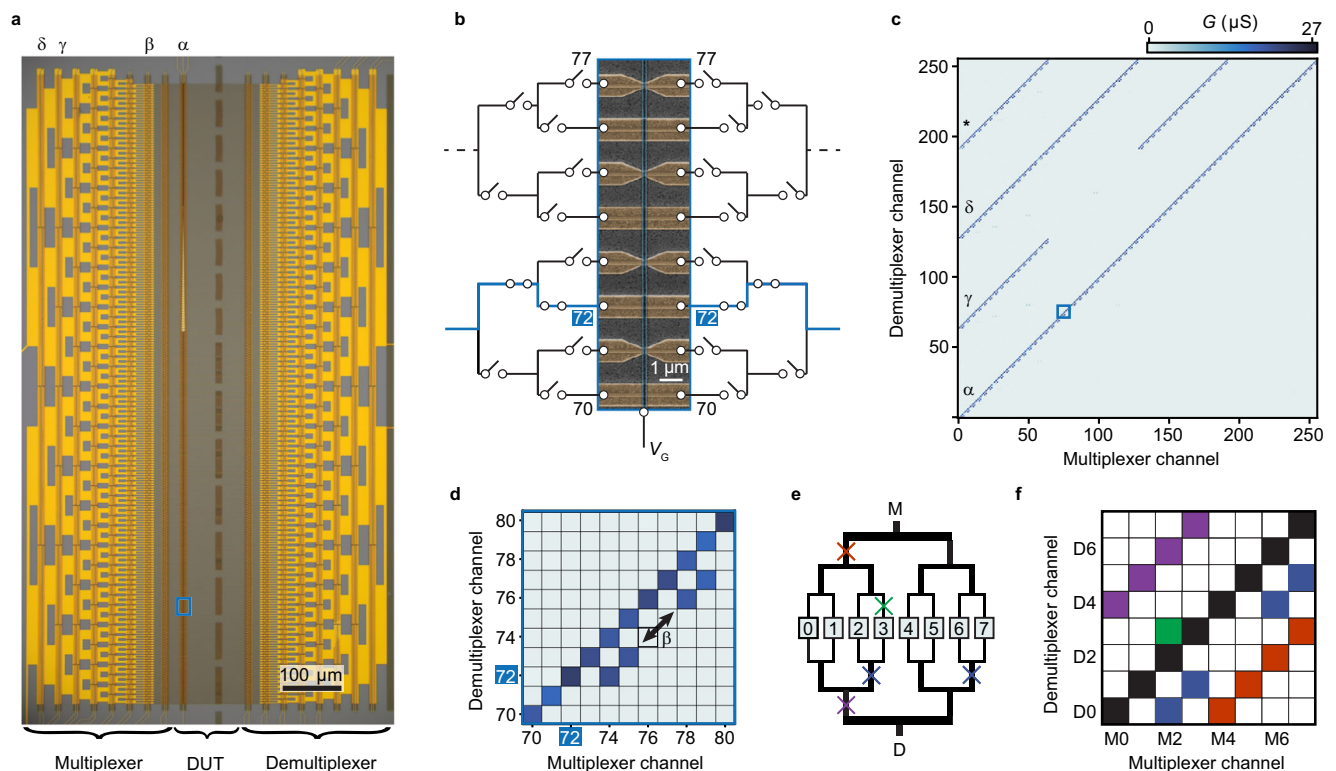 a
δ γ β α
100 µm
Multiplexer DUT Demultiplexer
b
77 77
72 72
1 µm
70 70
V_G
c
G (µS)
0 27
Demultiplexer channel
250
200
150
100
50
*
δ
γ
α
0 50 100 150 200 250
Multiplexer channel
d
Demultiplexer channel
80
78
76
74
72
70
β
70 72 74 76 78 80
Multiplexer channel
e
M
0 1 2 3 4 5 6 7
D
f
Demultiplexer channel
D6
D4
D2
D0
M0 M2 M4 M6
Multiplexer channel